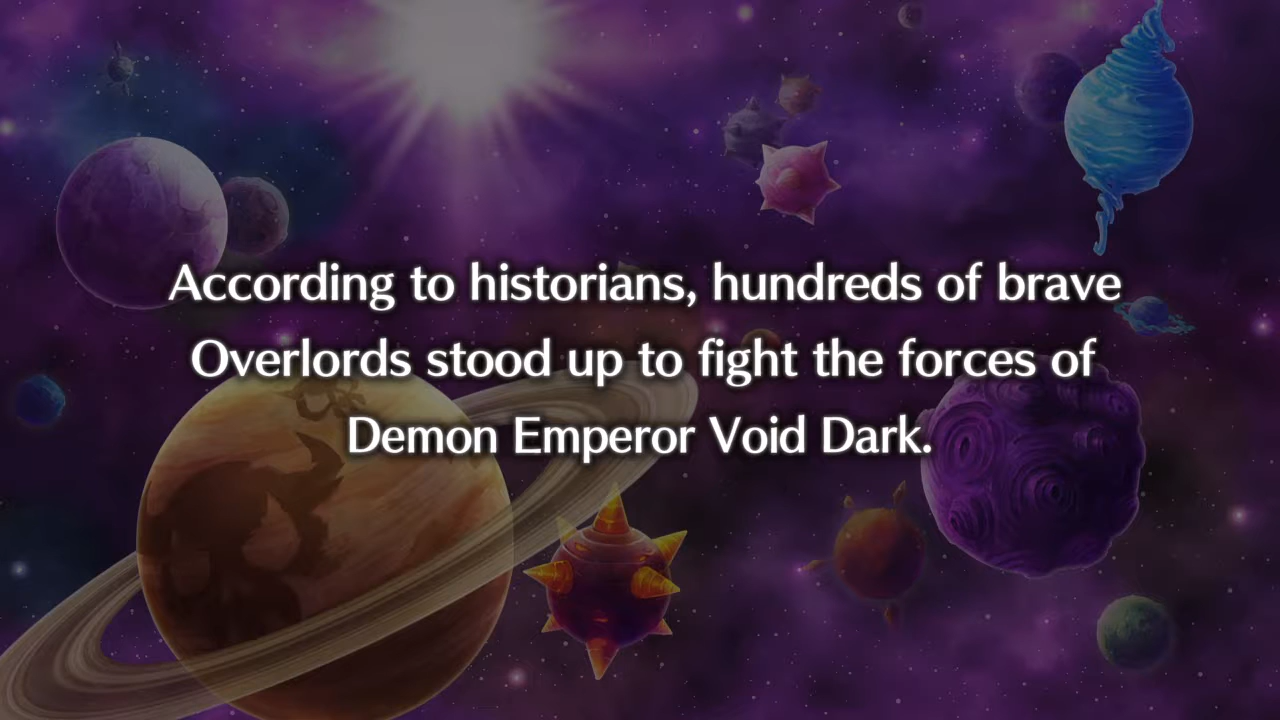 According to historians, hundreds of brave
Overlords stood up to fight the forces of
Demon Emperor Void Dark.